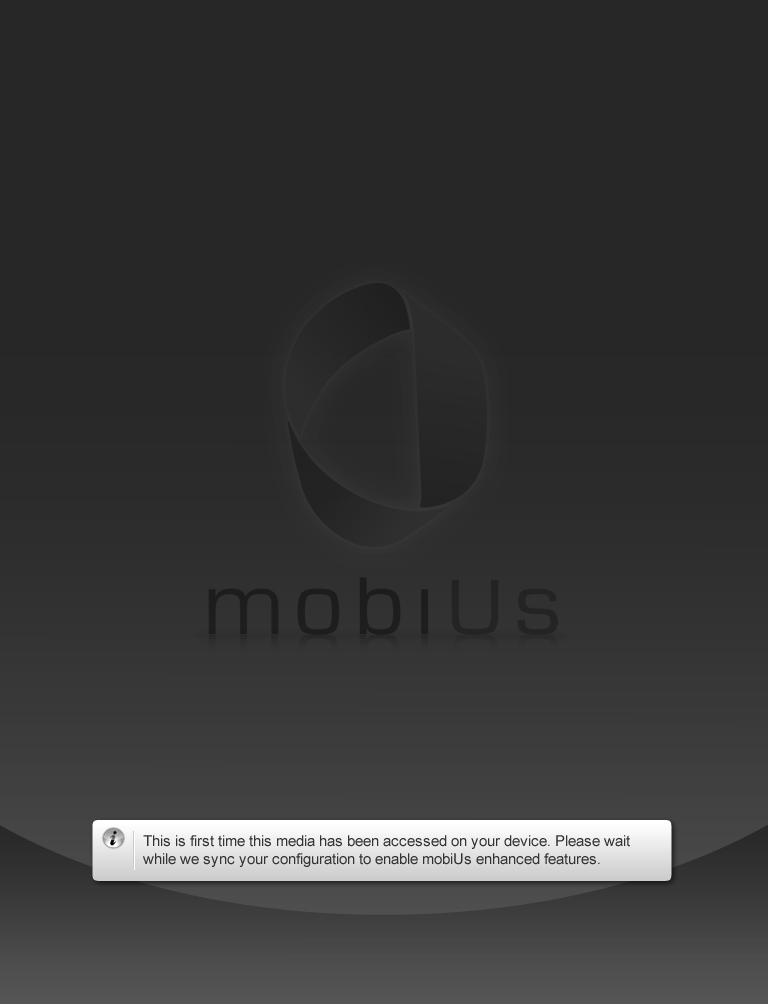 mobiUs
This is first time this media has been accessed on your device. Please wait
while we sync your configuration to enable mobiUs enhanced features.